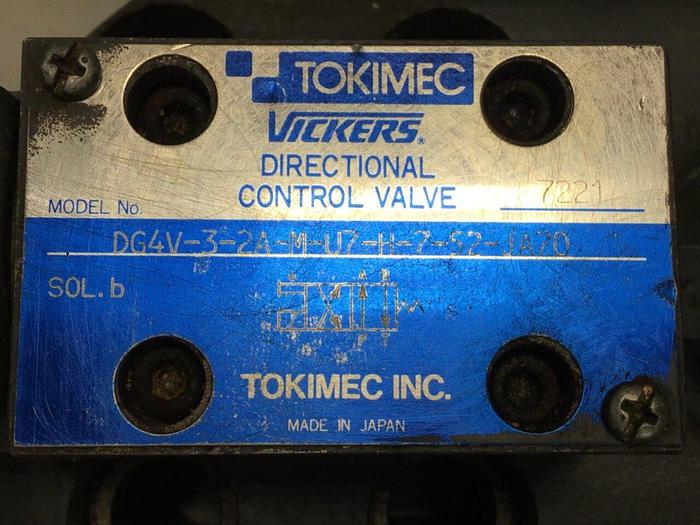 TOKIMEC
VICKERS®
DIRECTIONAL
CONTROL VALVE 7221
MODEL No.
DG4V-3-2A-M-U7-H-7-52-JA70
SOL.b
TOKIMEC INC.
MADE IN JAPAN